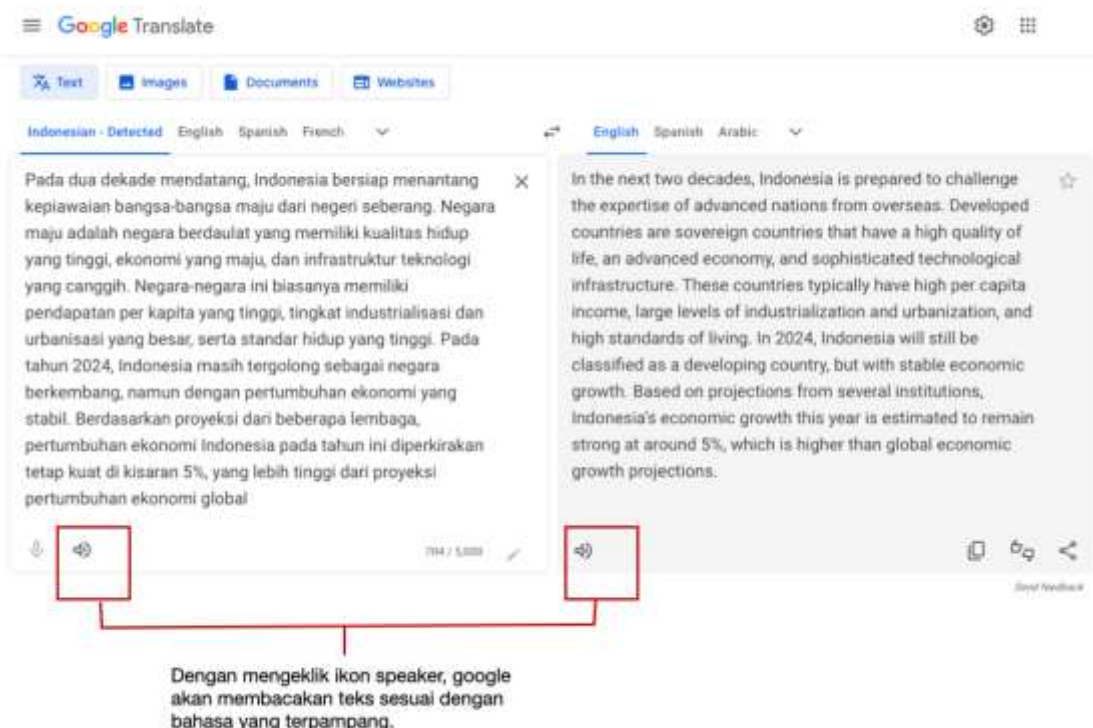 Google Translate
Text
Images
Documents
Websites
Indonesian - Detected English Spanish French
English Spanish Arabic
Pada dua dekade mendatang, Indonesia bersiap menantang
kepiawaian bangsa-bangsa maju dari negeri seberang. Negara
maju adalah negara berdaulat yang memiliki kualitas hidup
yang tinggi, ekonomi yang maju, dan infrastruktur teknologi
yang canggih. Negara-negara ini biasanya memiliki
pendapatan per kapita yang tinggi, tingkat industrialisasi dan
urbanisasi yang besar, serta standar hidup yang tinggi. Pada
tahun 2024, Indonesia masih tergolong sebagai negara
berkembang, namun dengan pertumbuhan ekonomi yang
stabil. Berdasarkan proyeksi dari beberapa lembaga,
pertumbuhan ekonomi Indonesia pada tahun ini diperkirakan
tetap kuat di kisaran 5%, yang lebih tinggi dari proyeksi
pertumbuhan ekonomi global
In the next two decades, Indonesia is prepared to challenge
the expertise of advanced nations from overseas. Developed
countries are sovereign countries that have a high quality of
life, an advanced economy, and sophisticated technological
infrastructure. These countries typically have high per capita
income, large levels of industrialization and urbanization, and
high standards of living. In 2024, Indonesia will still be
classified as a developing country, but with stable economic
growth. Based on projections from several institutions,
Indonesia's economic growth this year is estimated to remain
strong at around 5%, which is higher than global economic
growth projections.
/ 5,000
Send feedback
Dengan mengeklik ikon speaker, google
akan membacakan teks sesuai dengan
bahasa yang terpampang.